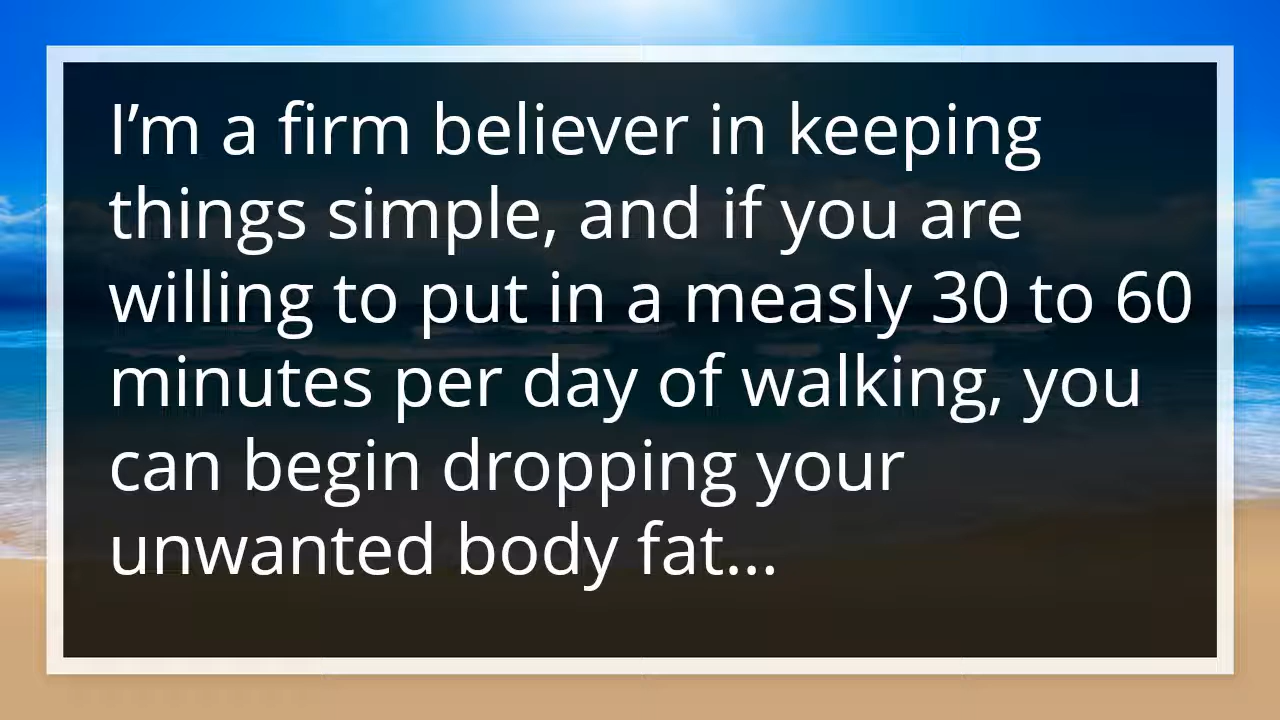 I’m a firm believer in keeping
things simple, and if you are
willing to put in a measly 30 to 60
minutes per day of walking, you
can begin dropping your
unwanted body fat...